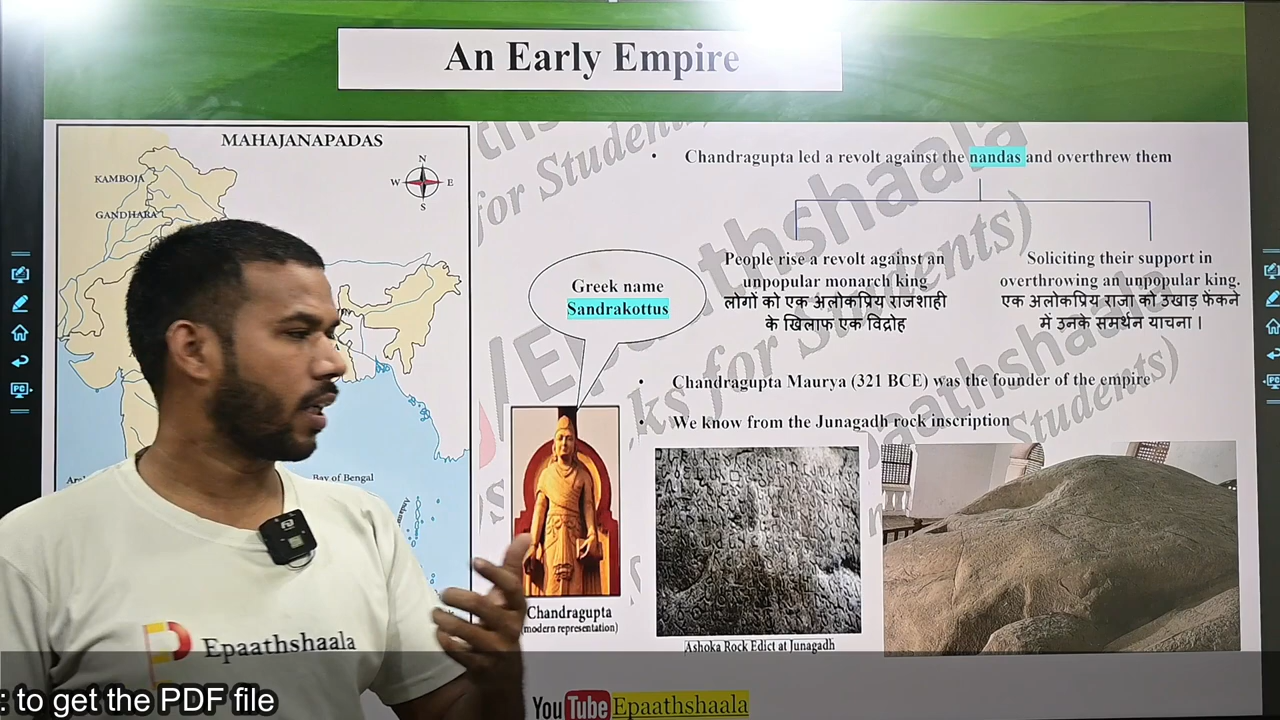 An Early Empire
MAHAJANAPADAS
N
W E
S
KAMBOJA
GANDHARA
Bay of Bengal
• Chandragupta led a revolt against the nandas and overthrew them
People rise a revolt against an
unpopular monarch king
लोगों को एक अलोकप्रिय राजशाही
के खिलाफ एक विद्रोह
Soliciting their support in
overthrowing an unpopular king.
एक अलोकप्रिय राजा को उखाड़ फेंकने
में उनके समर्थन याचना ।
Greek name
Sandrakottus
• Chandragupta Maurya (321 BCE) was the founder of the empire
• We know from the Junagadh rock inscription
Chandragupta
(modern representation)
Ashoka Rock Edict at Junagadh
Epaathshaala
PC
PC
: to get the PDF file
YouTube Epaathshaala